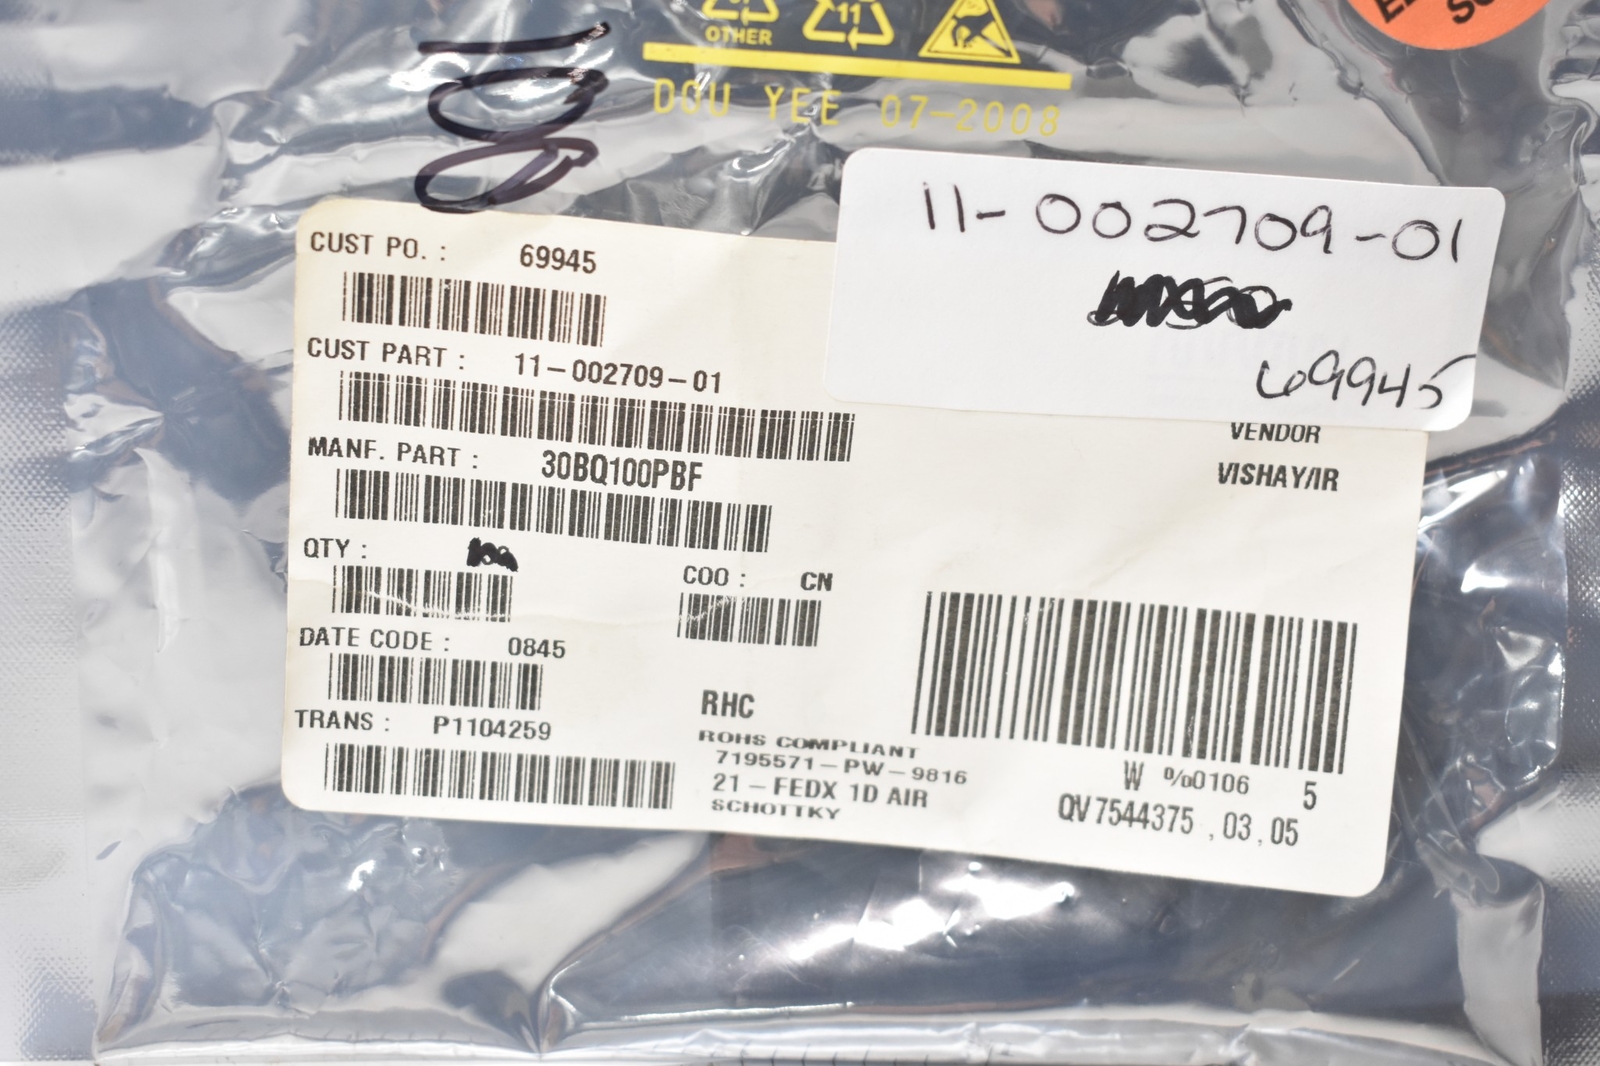 OTHER
11
DOU YEE 07-2008
11-002709-01
69945
CUST PO. : 69945
CUST PART : 11-002709-01
MANF. PART : 30BQ100PBF
VENDOR
VISHAY/IR
QTY :
COO : CN
DATE CODE : 0845
TRANS : P1104259
RHC
ROHS COMPLIANT
7195571-PW-9816
21-FEDX 1D AIR
SCHOTTKY
W %0106 5
QV7544375 , 03 , 05